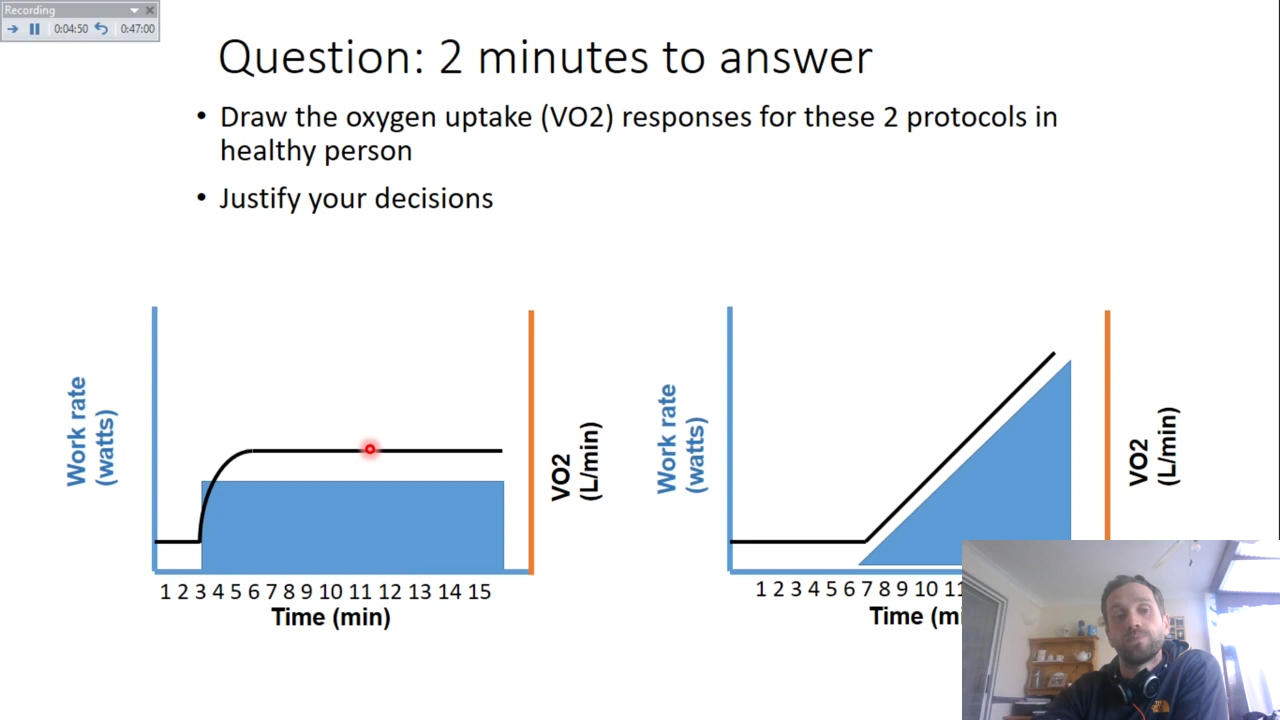 Recording
0:04:50 0:47:00
Question: 2 minutes to answer
• Draw the oxygen uptake (VO2) responses for these 2 protocols in
healthy person
• Justify your decisions
Work rate
(watts)
VO2
(L/min)
1 2 3 4 5 6 7 8 9 10 11 12 13 14 15
Time (min)
Work rate
(watts)
VO2
(L/min)
1 2 3 4 5 6 7 8 9 10 11
Time (mi